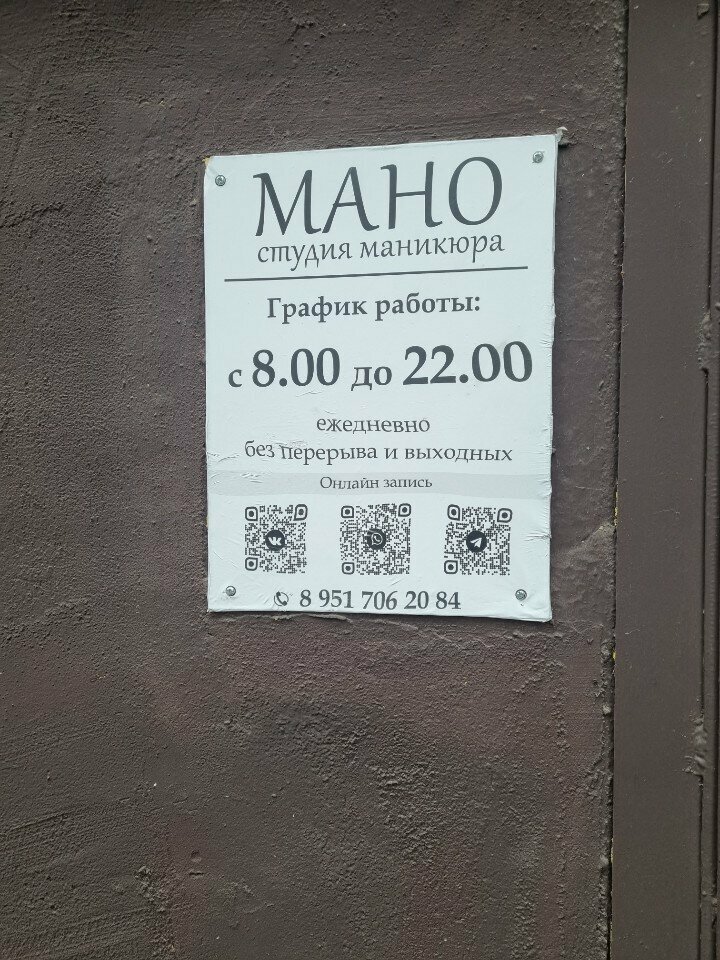 МАНО
студия маникюра
График работы:
с 8.00 до 22.00
ежедневно
без перерыва и выходных
Онлайн запись
8 951 706 20 84